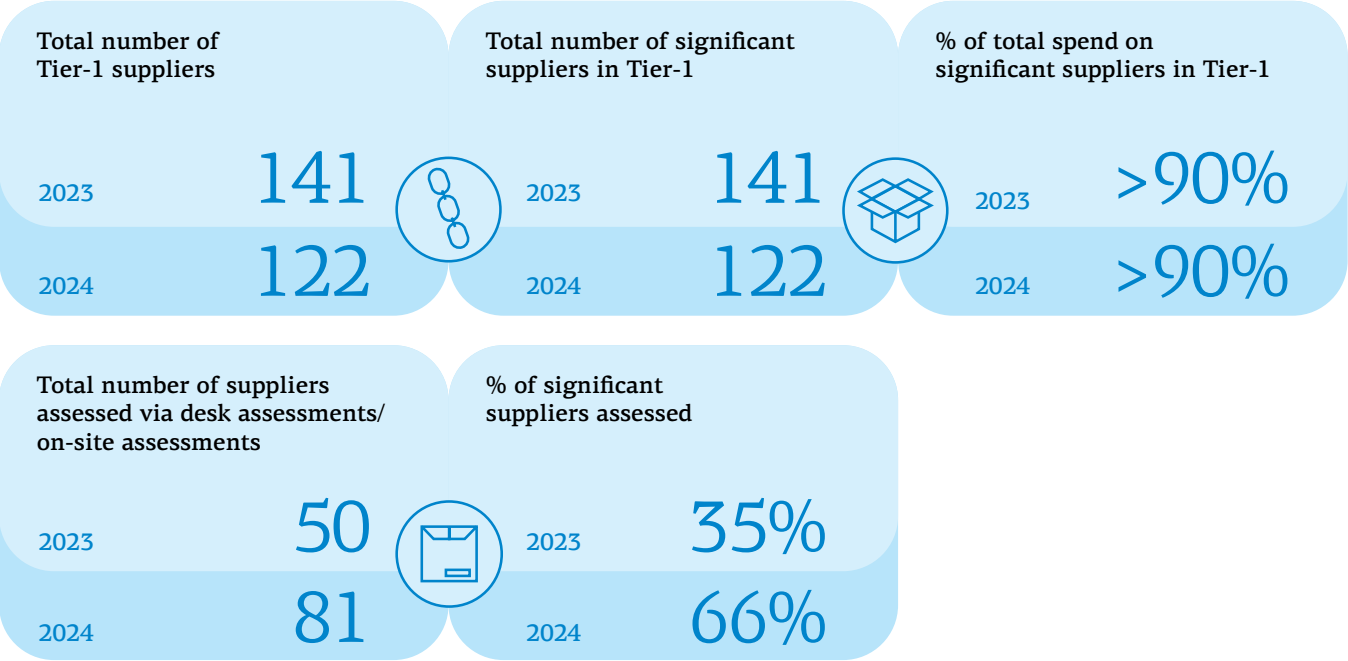 Total number of
Tier-1 suppliers
2023 141
2024 122
Total number of significant
suppliers in Tier-1
2023 141
2024 122
% of total spend on
significant suppliers in Tier-1
2023 >90%
2024 >90%
Total number of suppliers
assessed via desk assessments/
on-site assessments
2023 50
2024 81
% of significant
suppliers assessed
2023 35%
2024 66%